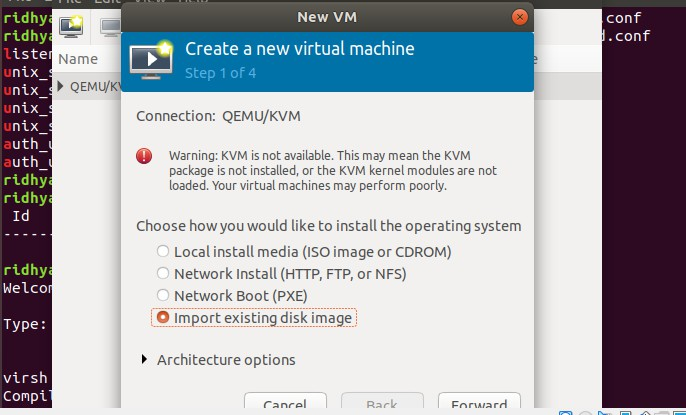 New VM
ridhya File Edit View Help .conf
ridhya d.conf
listen
unix_s Name e
unix_s QEMU/KV
unix_s
unix_s
auth_u
auth_u
ridhya
ridhya
Id
------
ridhya
Welcom
Type:
virsh
Compil
Create a new virtual machine
Step 1 of 4
Connection: QEMU/KVM
Warning: KVM is not available. This may mean the KVM
package is not installed, or the KVM kernel modules are not
loaded. Your virtual machines may perform poorly.
Choose how you would like to install the operating system
Local install media (ISO image or CDROM)
Network Install (HTTP, FTP, or NFS)
Network Boot (PXE)
Import existing disk image
Architecture options
Cancel Back Forward